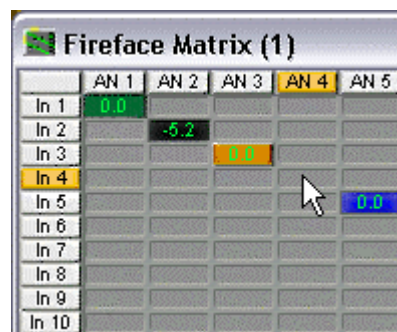 Fireface Matrix (1)
AN 1 AN 2 AN 3 AN 4 AN 5
In 1 0.0
In 2 -5.2
In 3 0.0
In 4
In 5 0.0
In 6
In 7
In 8
In 9
In 10